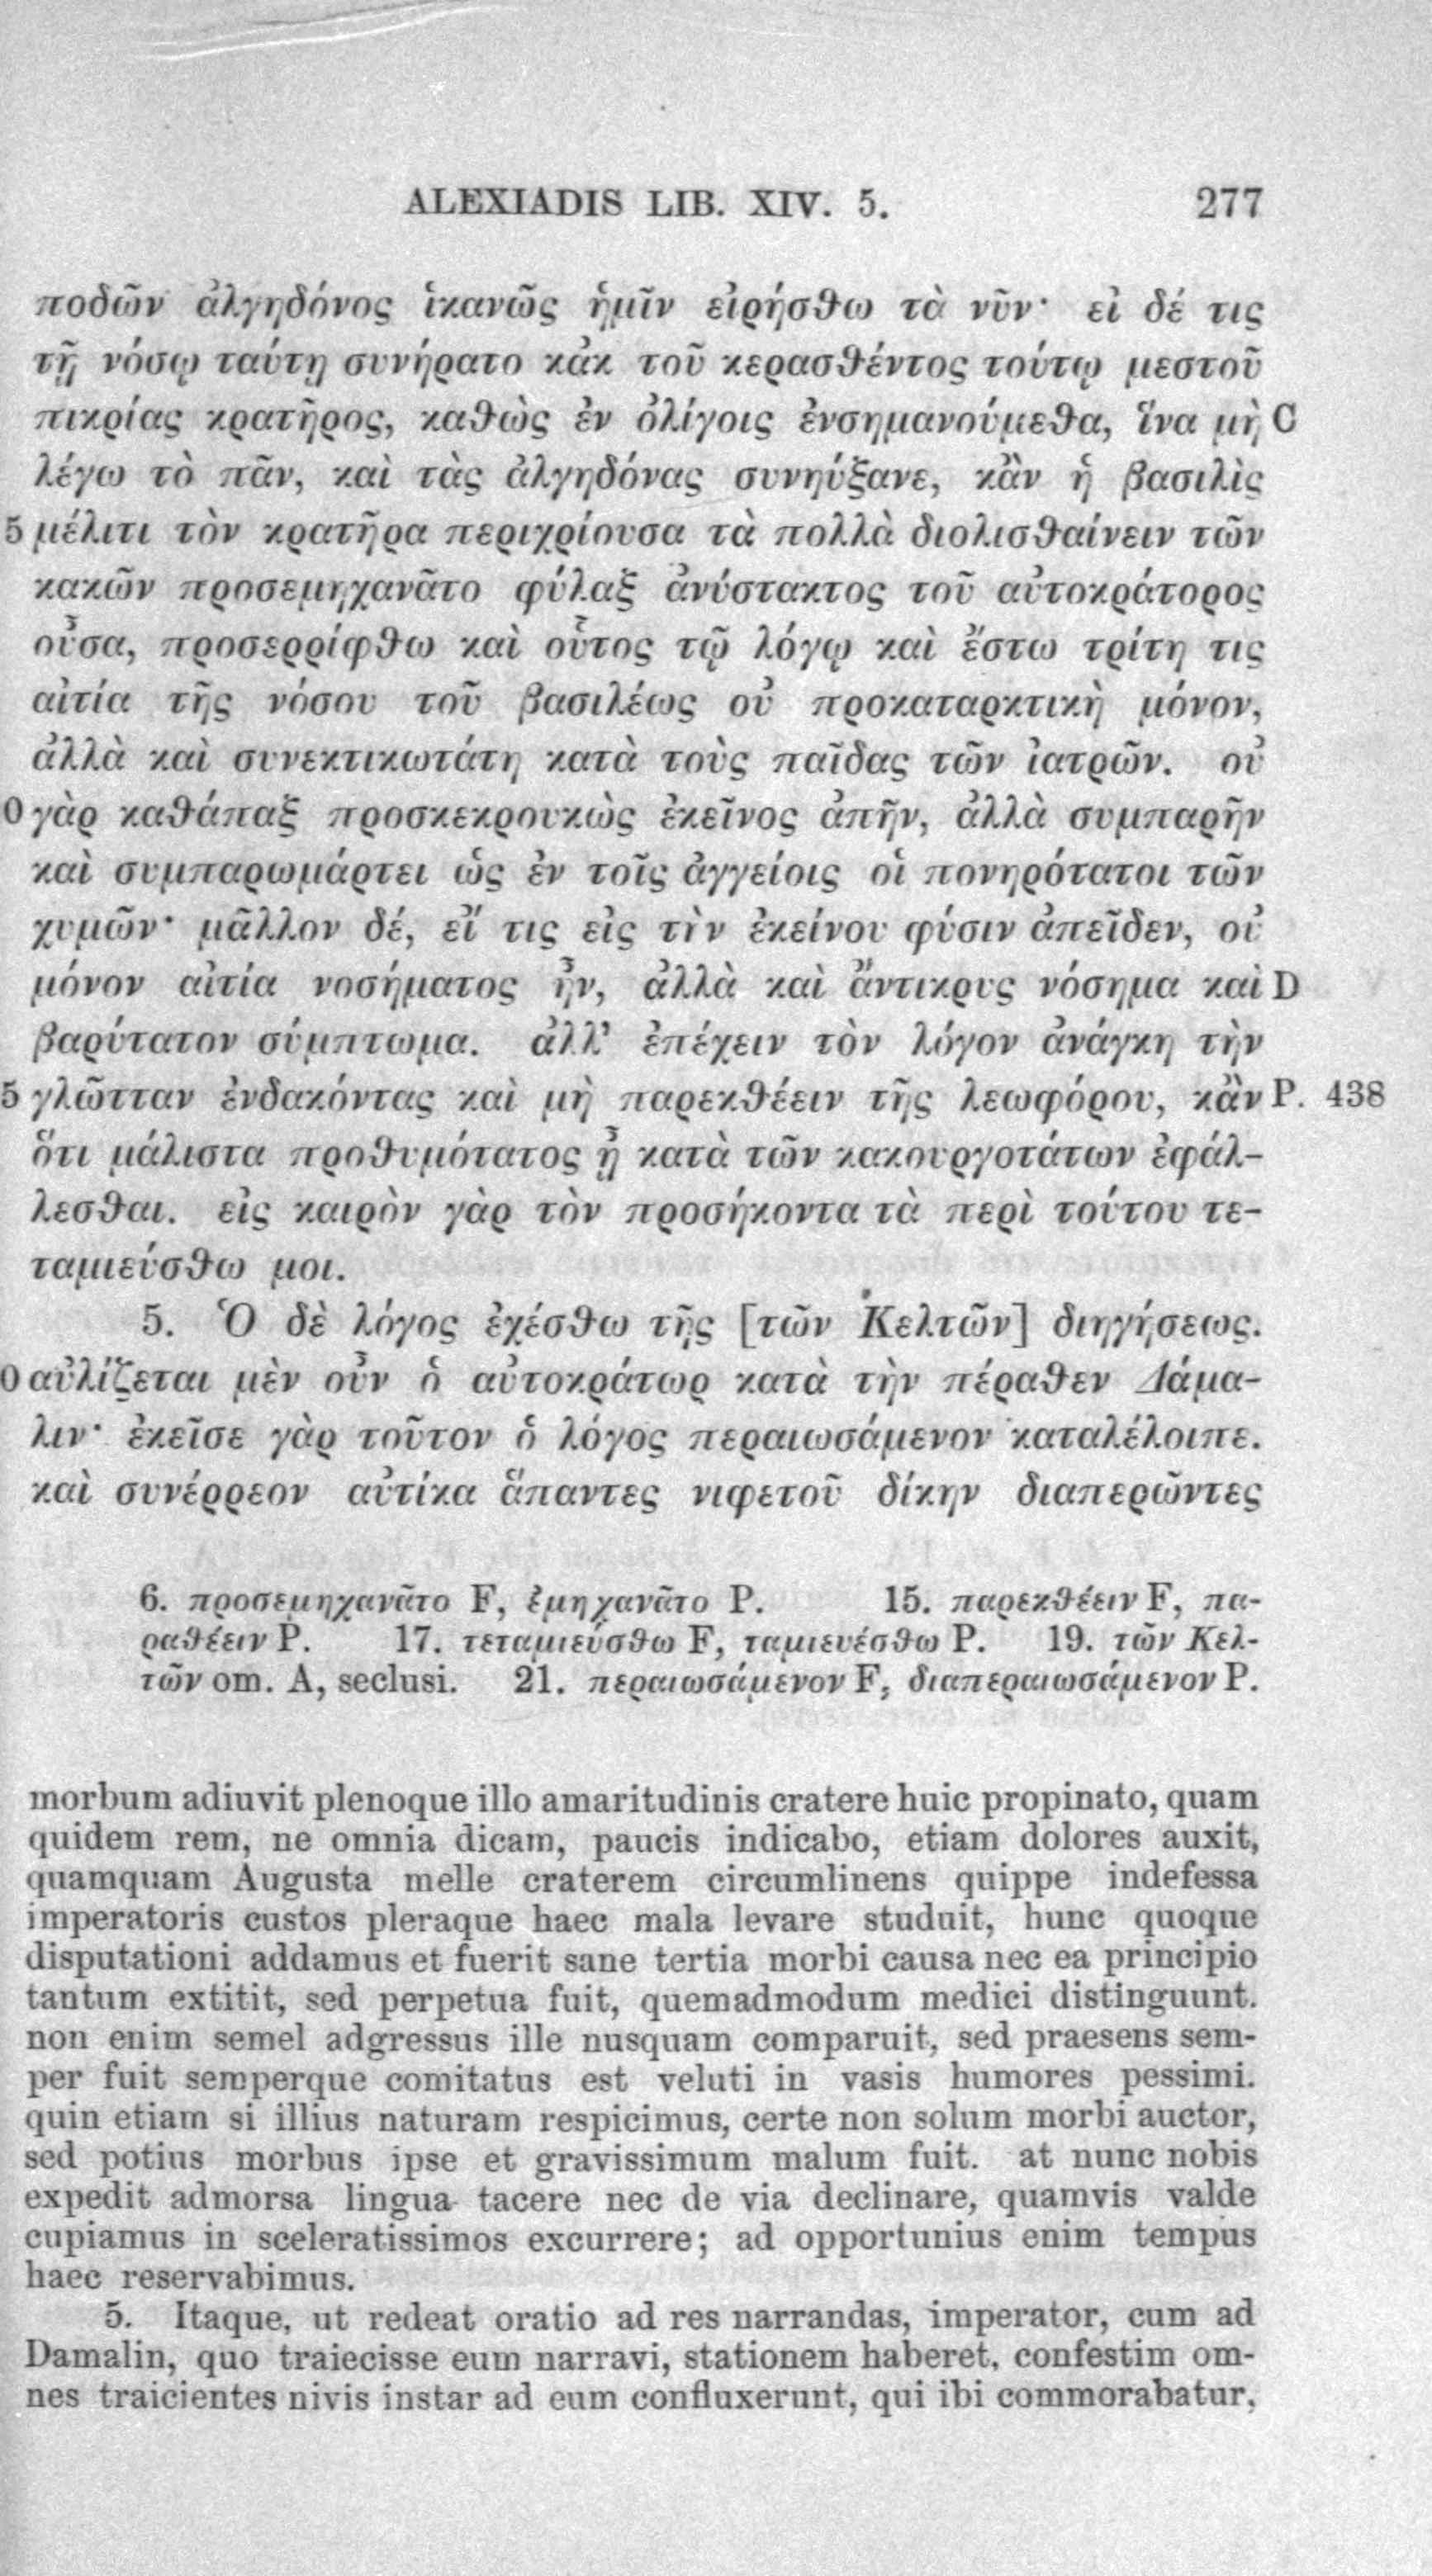 ALEXIADIS LIB. XIV. 5. 277
ποδῶν ἀλγηδόνος ἱκανῶς ἡμῖν εἰρήσθω τὰ νῦν· εἰ δέ τις
τῇ νόσῳ ταύτῃ συνήρατο κἀκ τοῦ κερασθέντος τούτῳ μεστοῦ
πικρίας κρατῆρος, καθὼς ἐν ὀλίγοις ἐνσημανούμεθα, ἵνα μὴ C
λέγω τὸ πᾶν, καὶ τὰς ἀλγηδόνας συνηύξανε, κἂν ἡ βασιλὶς
5 μέλιτι τὸν κρατῆρα περιχρίουσα τὰ πολλὰ διολισθαίνειν τῶν
κακῶν προσεμηχανᾶτο φύλαξ ἀνύστακτος τοῦ αὐτοκράτορος
οὖσα, προσερρίφθω καὶ οὗτος τῷ λόγῳ καὶ ἔστω τρίτη τις
αἰτία τῆς νόσου τοῦ βασιλέως οὐ προκαταρκτικὴ μόνον,
ἀλλὰ καὶ συνεκτικωτάτη κατὰ τοὺς παῖδας τῶν ἰατρῶν. οὐ
0 γὰρ καθάπαξ προσκεκρουκὼς ἐκεῖνος ἀπῆν, ἀλλὰ συμπαρῆν
καὶ συμπαρωμάρτει ὡς ἐν τοῖς ἀγγείοις οἱ πονηρότατοι τῶν
χυμῶν· μᾶλλον δέ, εἴ τις εἰς τὴν ἐκείνου φύσιν ἀπεῖδεν, οὐ
μόνον αἰτία νοσήματος ἦν, ἀλλὰ καὶ ἄντικρυς νόσημα καὶ D
βαρύτατον σύμπτωμα. ἀλλ' ἐπέχειν τὸν λόγον ἀνάγκη τὴν
5 γλῶτταν ἐνδακόντας καὶ μὴ παρεκθέειν τῆς λεωφόρου, κἂν P. 438
ὅτι μάλιστα προθυμότατος ᾖ κατὰ τῶν κακουργοτάτων ἐφάλ-
λεσθαι. εἰς καιρὸν γὰρ τὸν προσήκοντα τὰ περὶ τούτου τε-
ταμιεύσθω μοι.
5. Ὁ δὲ λόγος ἐχέσθω τῆς [τῶν Κελτῶν] διηγήσεως.
0 αὐλίζεται μὲν οὖν ὁ αὐτοκράτωρ κατὰ τὴν πέραθεν Δάμα-
λιν· ἐκεῖσε γὰρ τοῦτον ὁ λόγος περαιωσάμενον καταλέλοιπε.
καὶ συνέρρεον αὐτίκα ἅπαντες νιφετοῦ δίκην διαπερῶντες
6. προσεμηχανᾶτο F, ἐμηχανᾶτο P. 15. παρεκθέειν F, πα-
ραθέειν P. 17. τεταμιεύσθω F, ταμιευέσθω P. 19. τῶν Κελ-
τῶν om. A, seclusi. 21. περαιωσάμενον F, διαπεραιωσάμενον P.
morbum adiuvit plenoque illo amaritudinis cratere huic propinato, quam
quidem rem, ne omnia dicam, paucis indicabo, etiam dolores auxit,
quamquam Augusta melle craterem circumlinens quippe indefessa
imperatoris custos pleraque haec mala levare studuit, hunc quoque
disputationi addamus et fuerit sane tertia morbi causa nec ea principio
tantum extitit, sed perpetua fuit, quemadmodum medici distinguunt.
non enim semel adgressus ille nusquam comparuit, sed praesens sem-
per fuit semperque comitatus est veluti in vasis humores pessimi.
quin etiam si illius naturam respicimus, certe non solum morbi auctor,
sed potius morbus ipse et gravissimum malum fuit. at nunc nobis
expedit admorsa lingua tacere nec de via declinare, quamvis valde
cupiamus in sceleratissimos excurrere; ad opportunius enim tempus
haec reservabimus.
5. Itaque, ut redeat oratio ad res narrandas, imperator, cum ad
Damalin, quo traiecisse eum narravi, stationem haberet, confestim om-
nes traicientes nivis instar ad eum confluxerunt, qui ibi commorabatur,